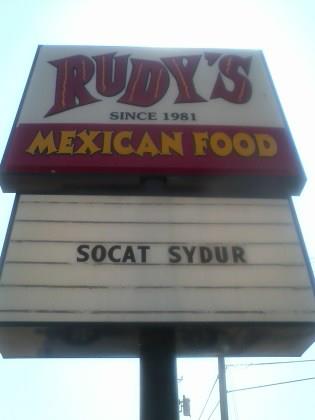 RUDY'S
SINCE 1981
MEXICAN FOOD
SOCAT SYDUR